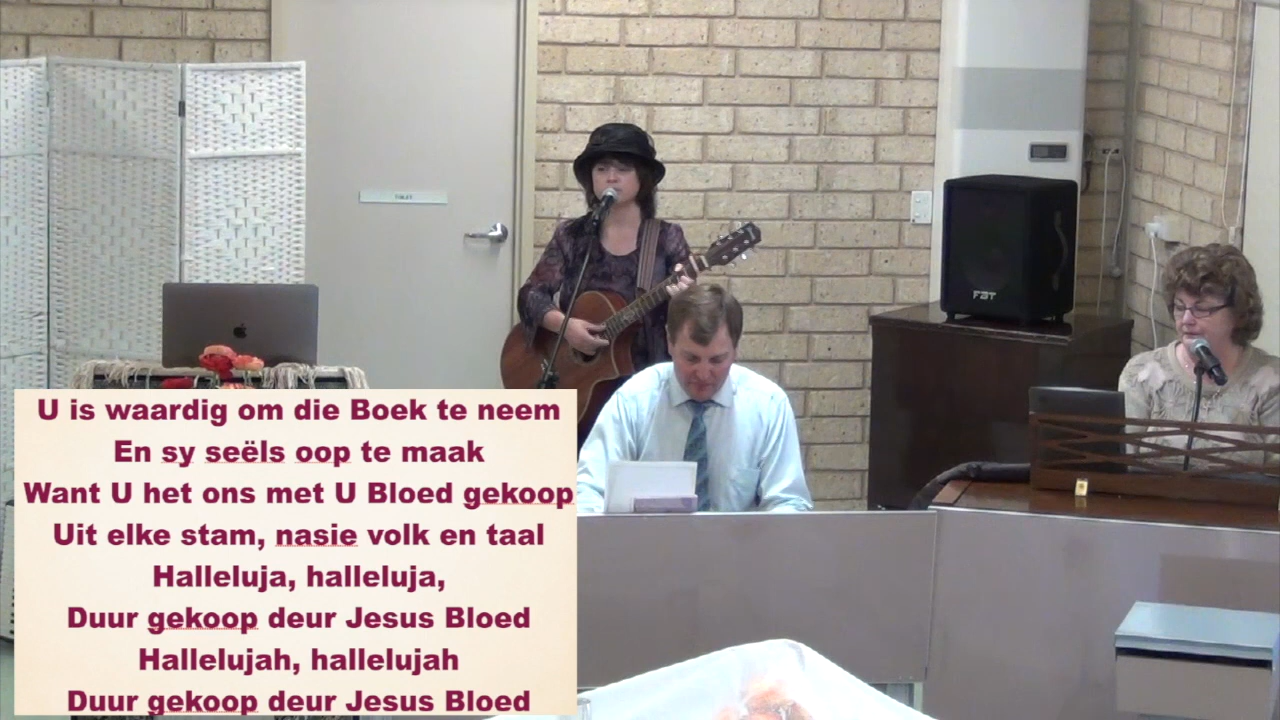 TOILET
FBT
U is waardig om die Boek te neem
En sy seëls oop te maak
Want U het ons met U Bloed gekoop
Uit elke stam, nasie volk en taal
Halleluja, halleluja,
Duur gekoop deur Jesus Bloed
Hallelujah, hallelujah
Duur gekoop deur Jesus Bloed